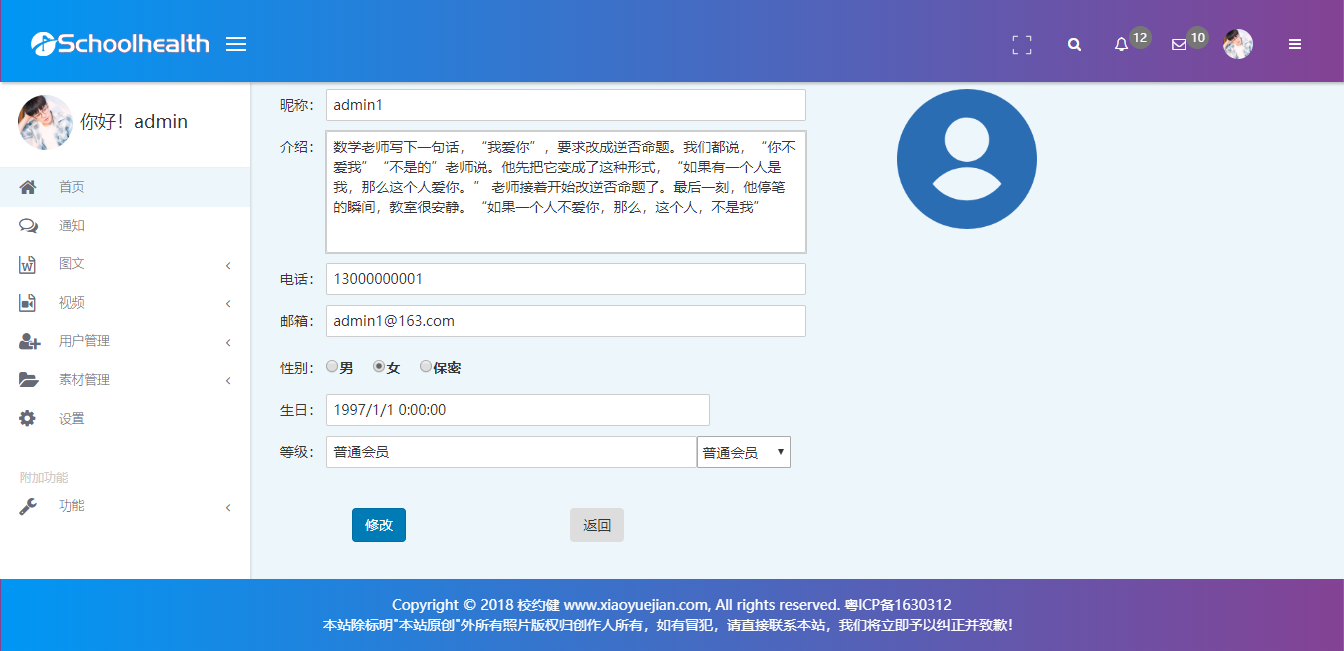 Schoolhealth
12
10
你好！admin
首页
通知
图文
视频
用户管理
素材管理
设置
附加功能
功能
昵称：
admin1
介绍：
数学老师写下一句话，“我爱你”，要求改成逆否命题。我们都说，“你不
爱我”“不是的”老师说。他先把它变成了这种形式，“如果有一个人是
我，那么这个人爱你。” 老师接着开始改逆否命题了。最后一刻，他停笔
的瞬间，教室很安静。“如果一个人不爱你，那么，这个人，不是我”
电话：
13000000001
邮箱：
admin1@163.com
性别： 男 女 保密
生日：
1997/1/1 0:00:00
等级：
普通会员 普通会员
修改 返回
Copyright © 2018 校约健 www.xiaoyuejian.com, All rights reserved. 粤ICP备1630312
本站除标明"本站原创"外所有照片版权归创作人所有，如有冒犯，请直接联系本站，我们将立即予以纠正并致歉！